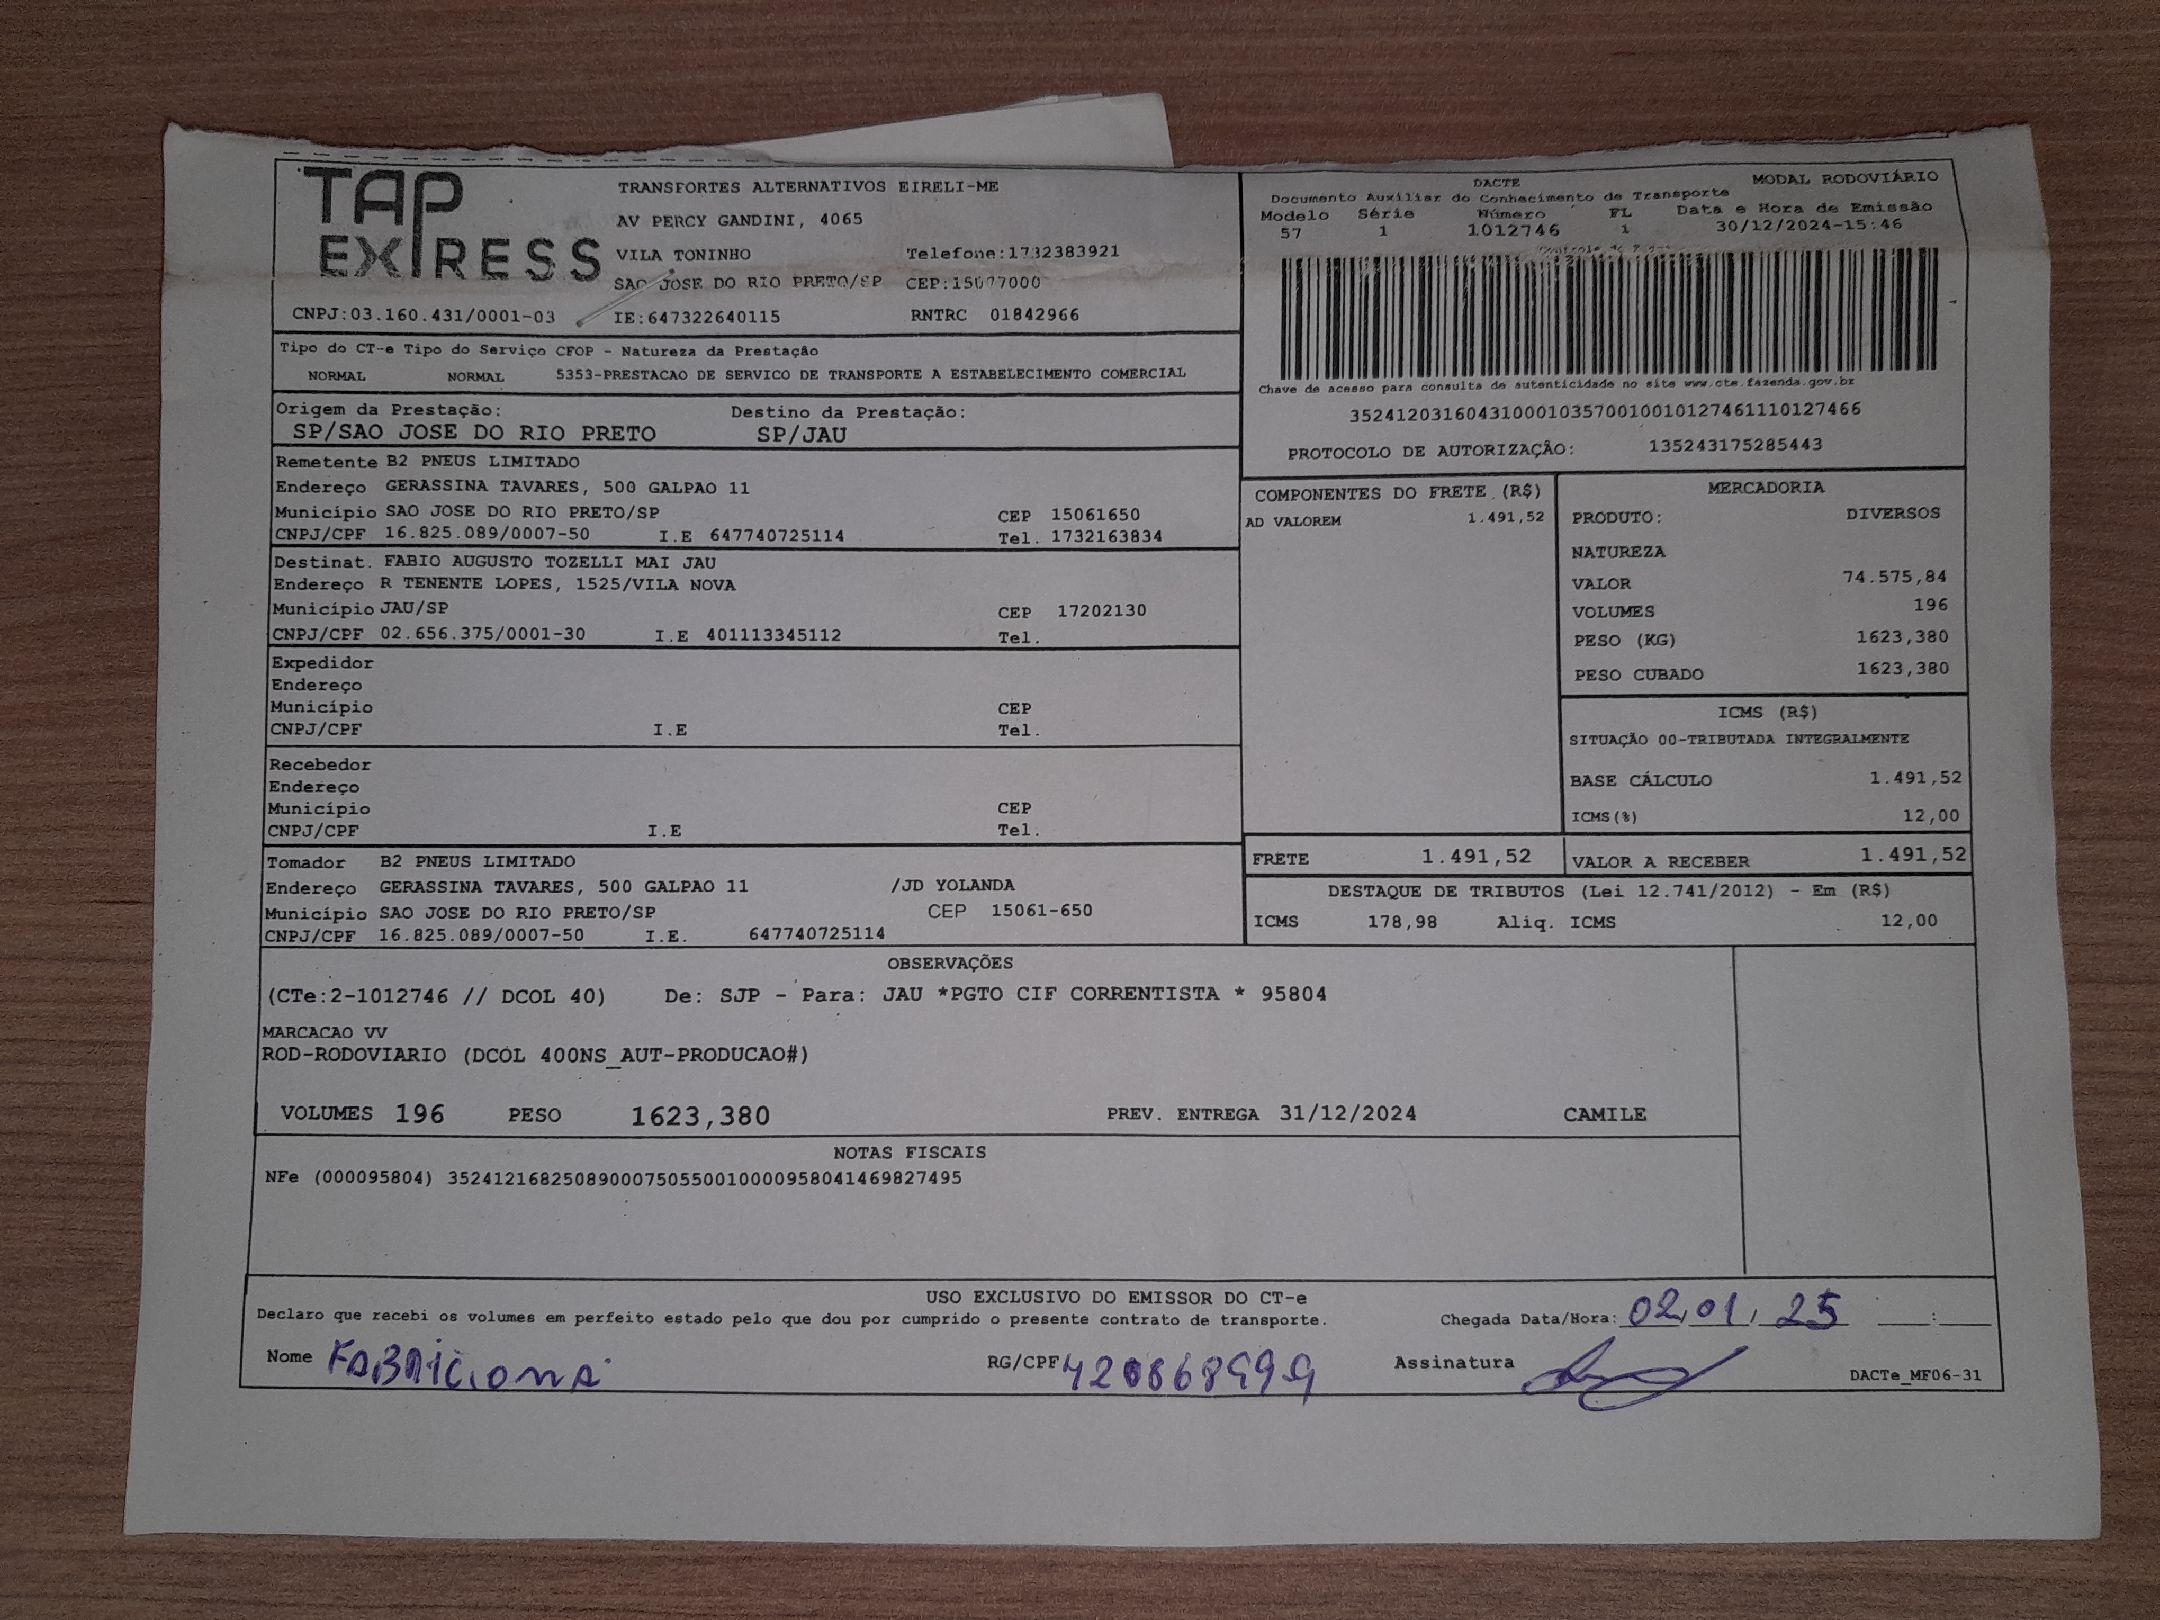 TAP EXPRESS
TRANSFORTES ALTERNATIVOS EIRELI-ME
AV PERCY GANDINI, 4065
VILA TONINHO Telefone:1732383921
SAO JOSE DO RIO PRETO/SP CEP:15077000
CNPJ:03.160.431/0001-03 IE:647322640115 RNTRC 01842966
DACTE MODAL RODOVIÁRIO
Documento Auxiliar do Conhecimento de Transporte
Modelo Série Número FL Data e Hora de Emissão
57 1 1012746 1 30/12/2024-15:46
Chave de acesso para consulta de autenticidade no site www.cte.fazenda.gov.br
35241203160431000103570010010127461110127466
PROTOCOLO DE AUTORIZAÇÃO: 135243175285443
Tipo do CT-e Tipo do Serviço CFOP - Natureza da Prestação
NORMAL NORMAL 5353-PRESTACAO DE SERVICO DE TRANSPORTE A ESTABELECIMENTO COMERCIAL
Origem da Prestação: Destino da Prestação:
SP/SAO JOSE DO RIO PRETO SP/JAU
Remetente B2 PNEUS LIMITADO
Endereço GERASSINA TAVARES, 500 GALPAO 11
Município SAO JOSE DO RIO PRETO/SP CEP 15061650
CNPJ/CPF 16.825.089/0007-50 I.E 647740725114 Tel. 1732163834
Destinat. FABIO AUGUSTO TOZELLI MAI JAU
Endereço R TENENTE LOPES, 1525/VILA NOVA
Município JAU/SP CEP 17202130
CNPJ/CPF 02.656.375/0001-30 I.E 401113345112 Tel.
Expedidor
Endereço
Município CEP
CNPJ/CPF I.E Tel.
Recebedor
Endereço
Município CEP
CNPJ/CPF I.E Tel.
Tomador B2 PNEUS LIMITADO
Endereço GERASSINA TAVARES, 500 GALPAO 11 /JD YOLANDA
Município SAO JOSE DO RIO PRETO/SP CEP 15061-650
CNPJ/CPF 16.825.089/0007-50 I.E. 647740725114
COMPONENTES DO FRETE (R$)
AD VALOREM 1.491,52
MERCADORIA
PRODUTO: DIVERSOS
NATUREZA
VALOR 74.575,84
VOLUMES 196
PESO (KG) 1623,380
PESO CUBADO 1623,380
ICMS (R$)
SITUAÇÃO 00-TRIBUTADA INTEGRALMENTE
BASE CÁLCULO 1.491,52
ICMS(%) 12,00
FRETE 1.491,52 VALOR A RECEBER 1.491,52
DESTAQUE DE TRIBUTOS (Lei 12.741/2012) - Em (R$)
ICMS 178,98 Aliq. ICMS 12,00
OBSERVAÇÕES
(CTe:2-1012746 // DCOL 40) De: SJP - Para: JAU *PGTO CIF CORRENTISTA * 95804
MARCACAO VV
ROD-RODOVIARIO (DCOL 400NS_AUT-PRODUCAO#)
VOLUMES 196 PESO 1623,380 PREV. ENTREGA 31/12/2024 CAMILE
NOTAS FISCAIS
NFe (000095804) 35241216825089000750550010000958041469827495
USO EXCLUSIVO DO EMISSOR DO CT-e
Declaro que recebi os volumes em perfeito estado pelo que dou por cumprido o presente contrato de transporte. Chegada Data/Hora: 02/01/25 :
Nome RG/CPF Assinatura DACTe_MF06-31